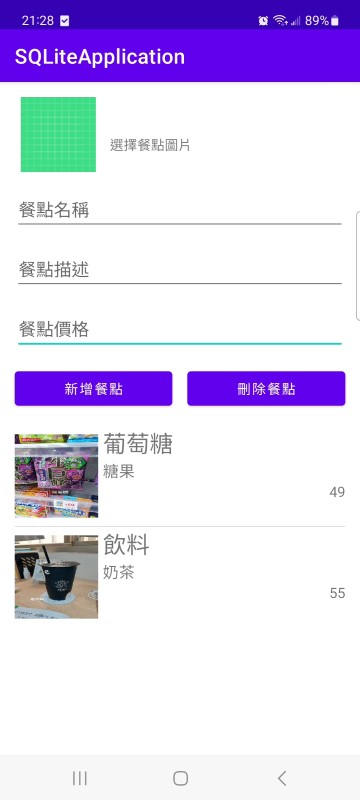 21:28 89%
SQLiteApplication
選擇餐點圖片
餐點名稱
餐點描述
餐點價格
新增餐點 刪除餐點
葡萄糖
糖果
49
飲料
奶茶
55